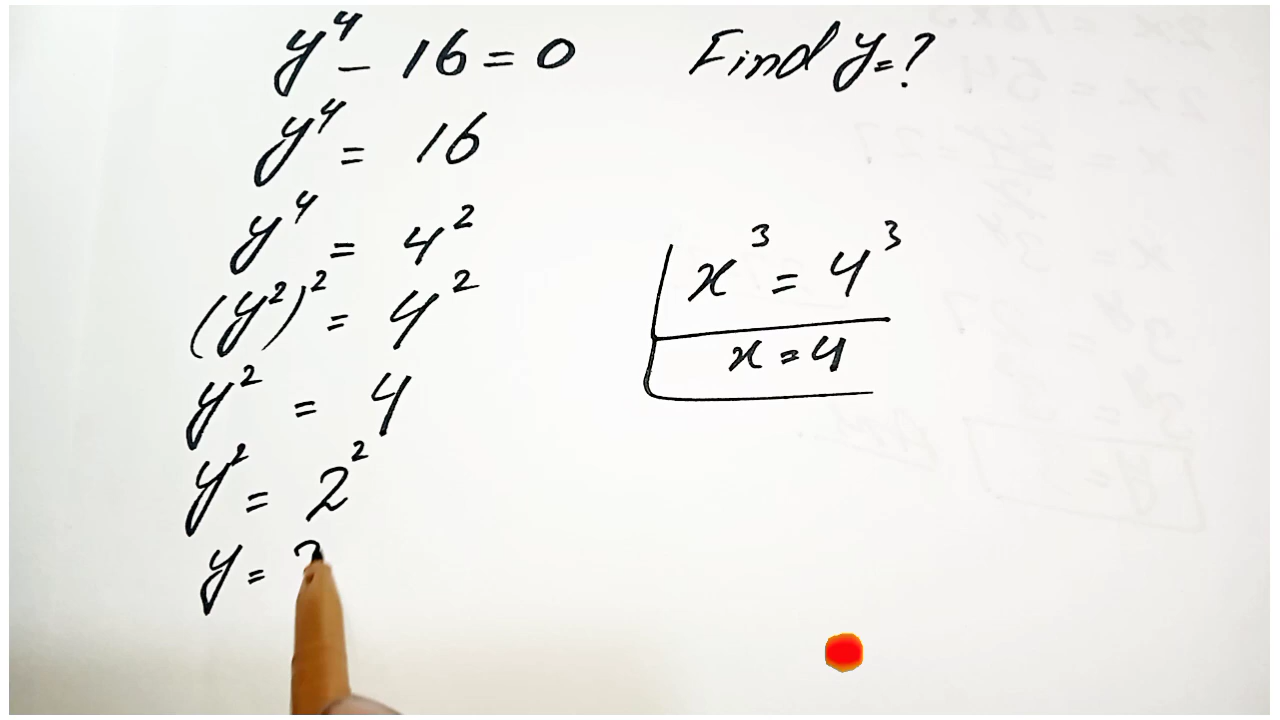 y⁴ - 16 = 0 Find y = ?
y⁴ = 16
y⁴ = 4²
(y²)² = 4²
y² = 4
y² = 2²
y =
x³ = 4³
x = 4